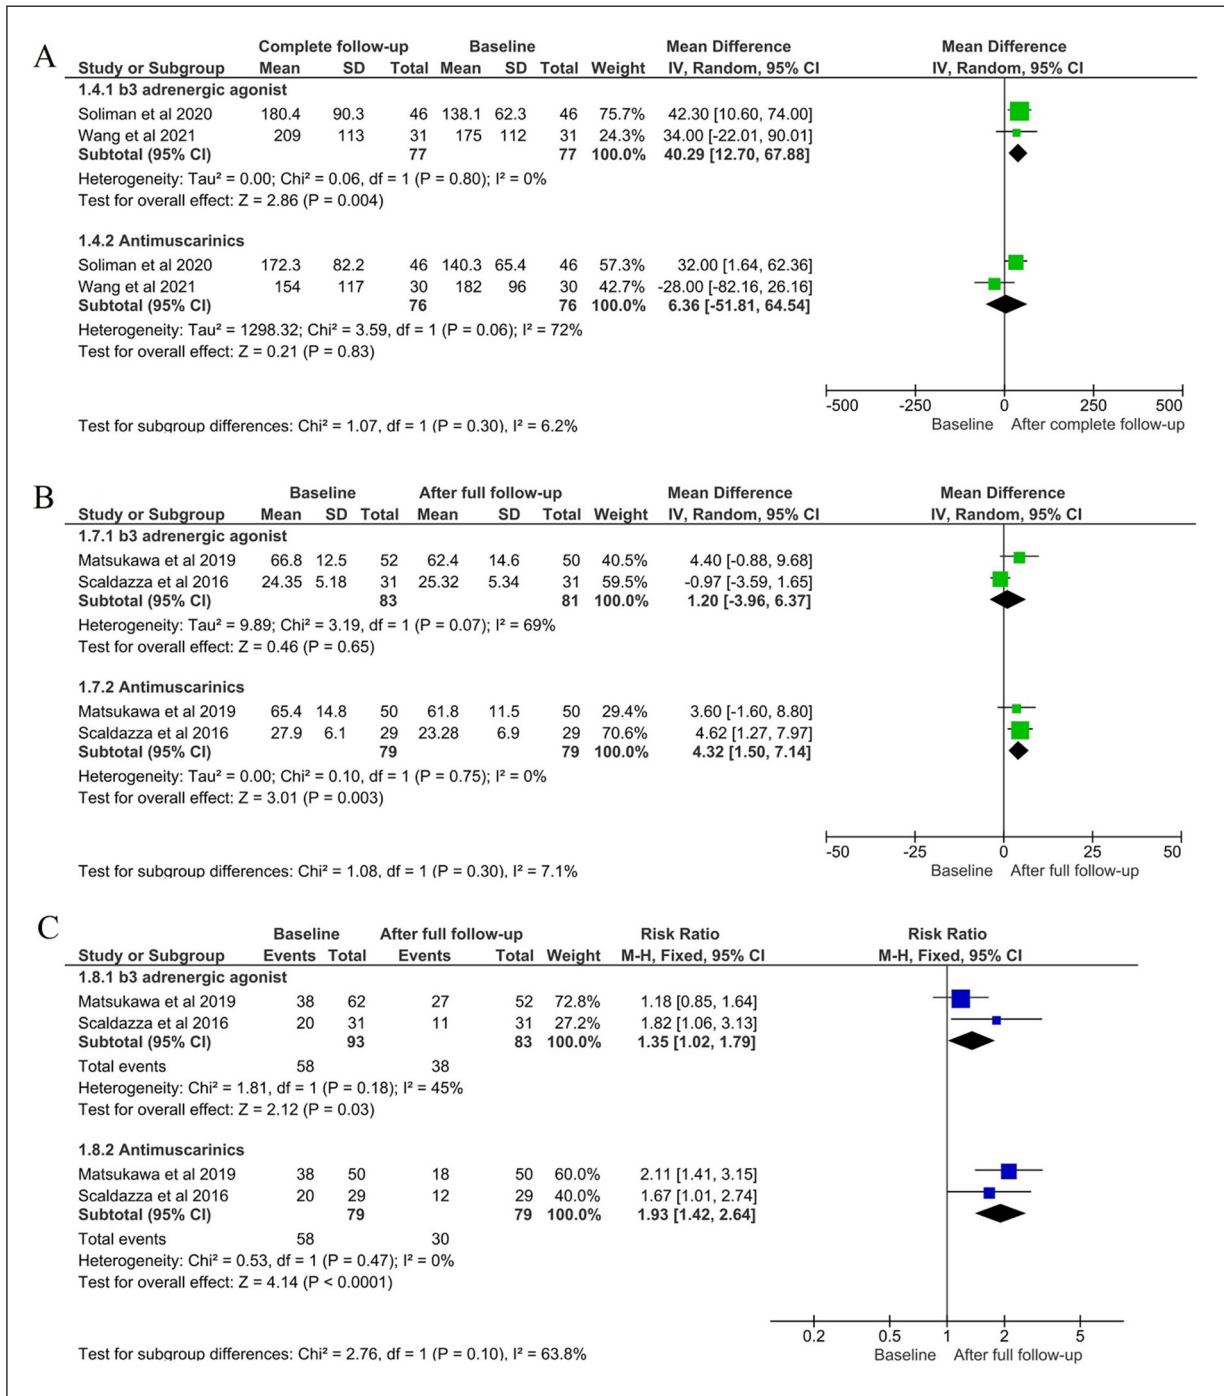 A
Complete follow-up Baseline Mean Difference Mean Difference
Study or Subgroup Mean SD Total Mean SD Total Weight IV, Random, 95% CI IV, Random, 95% CI
1.4.1 b3 adrenergic agonist
Soliman et al 2020 180.4 90.3 46 138.1 62.3 46 75.7% 42.30 [10.60, 74.00]
Wang et al 2021 209 113 31 175 112 31 24.3% 34.00 [-22.01, 90.01]
Subtotal (95% CI) 77 77 100.0% 40.29 [12.70, 67.88]
Heterogeneity: Tau² = 0.00; Chi² = 0.06, df = 1 (P = 0.80); I² = 0%
Test for overall effect: Z = 2.86 (P = 0.004)
1.4.2 Antimuscarinics
Soliman et al 2020 172.3 82.2 46 140.3 65.4 46 57.3% 32.00 [1.64, 62.36]
Wang et al 2021 154 117 30 182 96 30 42.7% -28.00 [-82.16, 26.16]
Subtotal (95% CI) 76 76 100.0% 6.36 [-51.81, 64.54]
Heterogeneity: Tau² = 1298.32; Chi² = 3.59, df = 1 (P = 0.06); I² = 72%
Test for overall effect: Z = 0.21 (P = 0.83)
-500 -250 0 250 500
Test for subgroup differences: Chi² = 1.07, df = 1 (P = 0.30), I² = 6.2% Baseline After complete follow-up
B
Baseline After full follow-up Mean Difference Mean Difference
Study or Subgroup Mean SD Total Mean SD Total Weight IV, Random, 95% CI IV, Random, 95% CI
1.7.1 b3 adrenergic agonist
Matsukawa et al 2019 66.8 12.5 52 62.4 14.6 50 40.5% 4.40 [-0.88, 9.68]
Scaldazza et al 2016 24.35 5.18 31 25.32 5.34 31 59.5% -0.97 [-3.59, 1.65]
Subtotal (95% CI) 83 81 100.0% 1.20 [-3.96, 6.37]
Heterogeneity: Tau² = 9.89; Chi² = 3.19, df = 1 (P = 0.07); I² = 69%
Test for overall effect: Z = 0.46 (P = 0.65)
1.7.2 Antimuscarinics
Matsukawa et al 2019 65.4 14.8 50 61.8 11.5 50 29.4% 3.60 [-1.60, 8.80]
Scaldazza et al 2016 27.9 6.1 29 23.28 6.9 29 70.6% 4.62 [1.27, 7.97]
Subtotal (95% CI) 79 79 100.0% 4.32 [1.50, 7.14]
Heterogeneity: Tau² = 0.00; Chi² = 0.10, df = 1 (P = 0.75); I² = 0%
Test for overall effect: Z = 3.01 (P = 0.003)
-50 -25 0 25 50
Test for subgroup differences: Chi² = 1.08, df = 1 (P = 0.30), I² = 7.1% Baseline After full follow-up
C
Baseline After full follow-up Risk Ratio Risk Ratio
Study or Subgroup Events Total Events Total Weight M-H, Fixed, 95% CI M-H, Fixed, 95% CI
1.8.1 b3 adrenergic agonist
Matsukawa et al 2019 38 62 27 52 72.8% 1.18 [0.85, 1.64]
Scaldazza et al 2016 20 31 11 31 27.2% 1.82 [1.06, 3.13]
Subtotal (95% CI) 93 83 100.0% 1.35 [1.02, 1.79]
Total events 58 38
Heterogeneity: Chi² = 1.81, df = 1 (P = 0.18); I² = 45%
Test for overall effect: Z = 2.12 (P = 0.03)
1.8.2 Antimuscarinics
Matsukawa et al 2019 38 50 18 50 60.0% 2.11 [1.41, 3.15]
Scaldazza et al 2016 20 29 12 29 40.0% 1.67 [1.01, 2.74]
Subtotal (95% CI) 79 79 100.0% 1.93 [1.42, 2.64]
Total events 58 30
Heterogeneity: Chi² = 0.53, df = 1 (P = 0.47); I² = 0%
Test for overall effect: Z = 4.14 (P < 0.0001)
0.2 0.5 1 2 5
Test for subgroup differences: Chi² = 2.76, df = 1 (P = 0.10), I² = 63.8% Baseline After full follow-up